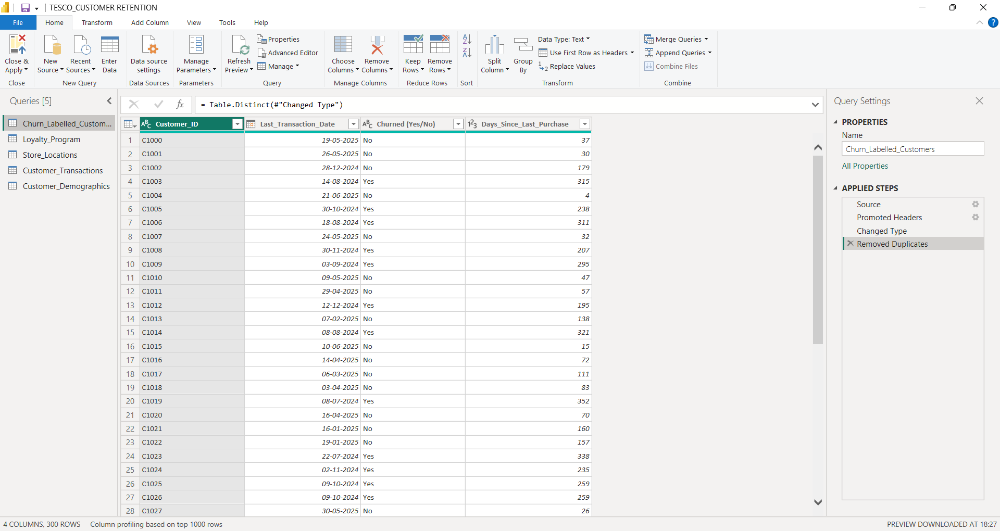 TESCO_CUSTOMER RETENTION
File Home Transform Add Column View Tools Help
Close & Apply
Close
New Source
Recent Sources
Enter Data
New Query
Data source settings
Data Sources
Manage Parameters
Parameters
Refresh Preview
Properties
Advanced Editor
Manage
Query
Choose Columns
Remove Columns
Manage Columns
Keep Rows
Remove Rows
Reduce Rows
Sort
Split Column
Group By
Data Type: Text
Use First Row as Headers
Replace Values
Transform
Merge Queries
Append Queries
Combine Files
Combine
Queries [5]
Churn_Labelled_Custom...
Loyalty_Program
Store_Locations
Customer_Transactions
Customer_Demographics
fx = Table.Distinct(#"Changed Type")
ABC Customer_ID Last_Transaction_Date ABC Churned (Yes/No) 123 Days_Since_Last_Purchase
1 C1000 19-05-2025 No 37
2 C1001 26-05-2025 No 30
3 C1002 28-12-2024 No 179
4 C1003 14-08-2024 Yes 315
5 C1004 21-06-2025 No 4
6 C1005 30-10-2024 Yes 238
7 C1006 18-08-2024 Yes 311
8 C1007 24-05-2025 No 32
9 C1008 30-11-2024 Yes 207
10 C1009 03-09-2024 Yes 295
11 C1010 09-05-2025 No 47
12 C1011 29-04-2025 No 57
13 C1012 12-12-2024 Yes 195
14 C1013 07-02-2025 No 138
15 C1014 08-08-2024 Yes 321
16 C1015 10-06-2025 No 15
17 C1016 14-04-2025 No 72
18 C1017 06-03-2025 No 111
19 C1018 03-04-2025 No 83
20 C1019 08-07-2024 Yes 352
21 C1020 16-04-2025 No 70
22 C1021 16-01-2025 No 160
23 C1022 19-01-2025 No 157
24 C1023 22-07-2024 Yes 338
25 C1024 02-11-2024 Yes 235
26 C1025 09-10-2024 Yes 259
27 C1026 09-10-2024 Yes 259
28 C1027 30-05-2025 No 26
Query Settings
PROPERTIES
Name
Churn_Labelled_Customers
All Properties
APPLIED STEPS
Source
Promoted Headers
Changed Type
Removed Duplicates
4 COLUMNS, 300 ROWS Column profiling based on top 1000 rows
PREVIEW DOWNLOADED AT 18:27